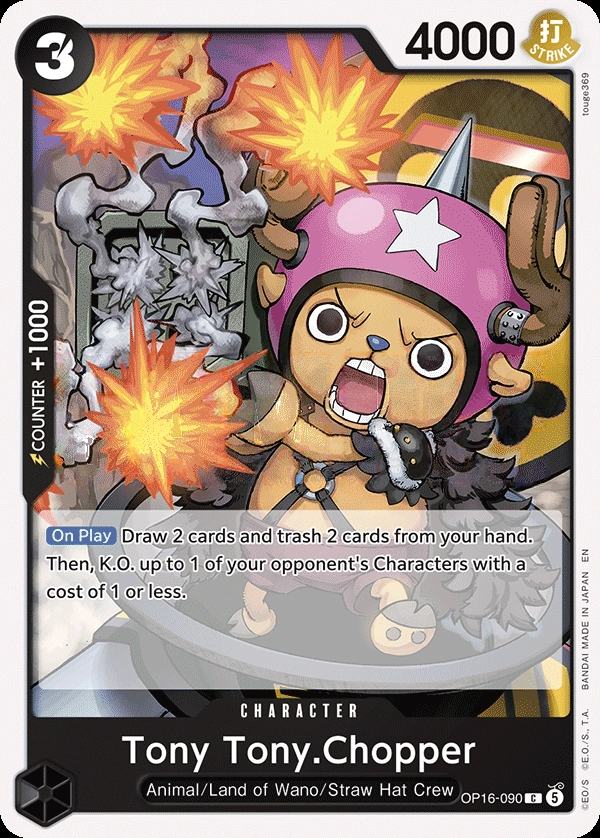 3
4000
打
STRIKE
touge369
COUNTER +1000
On Play Draw 2 cards and trash 2 cards from your hand.
Then, K.O. up to 1 of your opponent's Characters with a
cost of 1 or less.
BANDAI MADE IN JAPAN EN
©EO/S ©E.O./S., T.A.
CHARACTER
Tony Tony.Chopper
Animal/Land of Wano/Straw Hat Crew
OP16-090 C 5